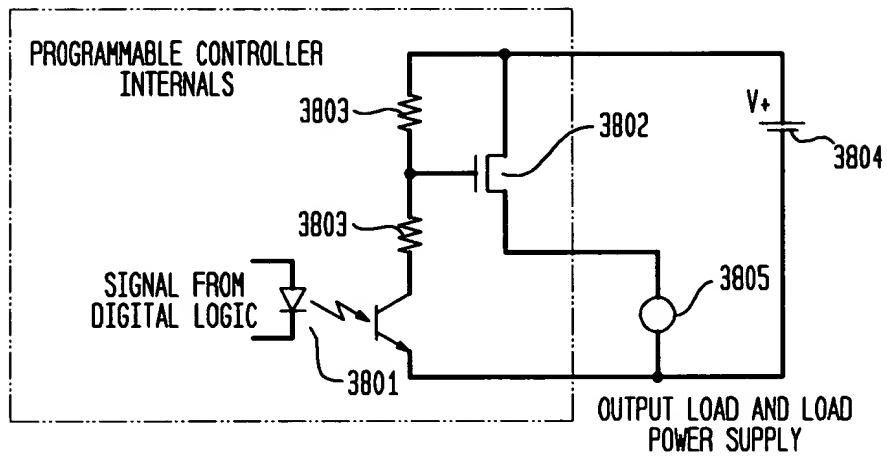 PROGRAMMABLE CONTROLLER
INTERNALS
3803
3802
V+
3804
3803
SIGNAL FROM
DIGITAL LOGIC
3805
3801
OUTPUT LOAD AND LOAD
POWER SUPPLY